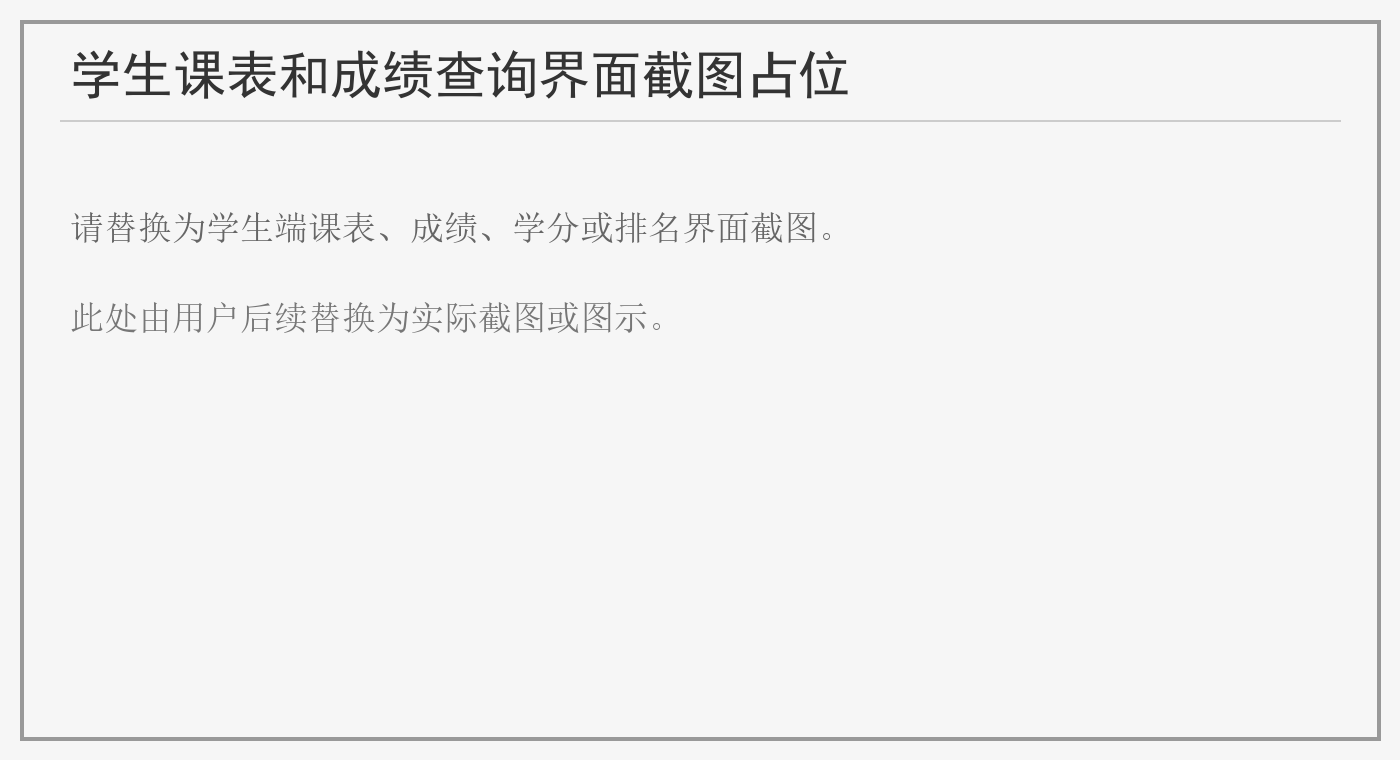 学生课表和成绩查询界面截图占位
请替换为学生端课表、成绩、学分或排名界面截图。
此处由用户后续替换为实际截图或图示。